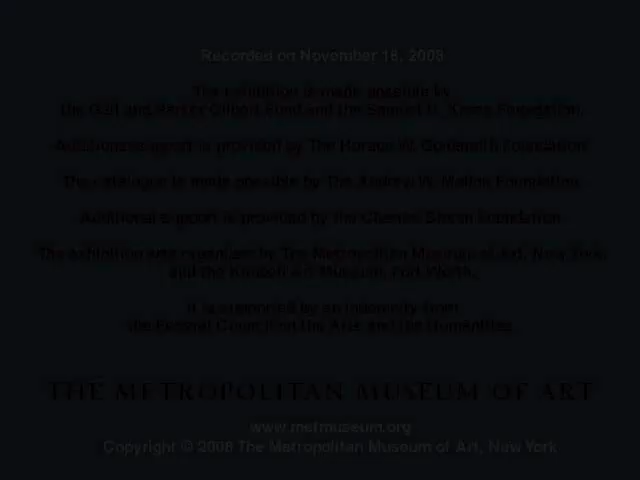 Recorded on November 16, 2008
The exhibition is made possible by
the Gail and Parker Gilbert Fund and the Samuel H. Kress Foundation.
Additional support is provided by The Horace W. Goldsmith Foundation.
The catalogue is made possible by The Andrew W. Mellon Foundation.
Additional support is provided by the Charles Bloom Foundation.
The exhibition was organized by The Metropolitan Museum of Art, New York,
and the Kimbell Art Museum, Fort Worth.
It is supported by an indemnity from
the Federal Council on the Arts and the Humanities.
THE METROPOLITAN MUSEUM OF ART
www.metmuseum.org
Copyright © 2008 The Metropolitan Museum of Art, New York